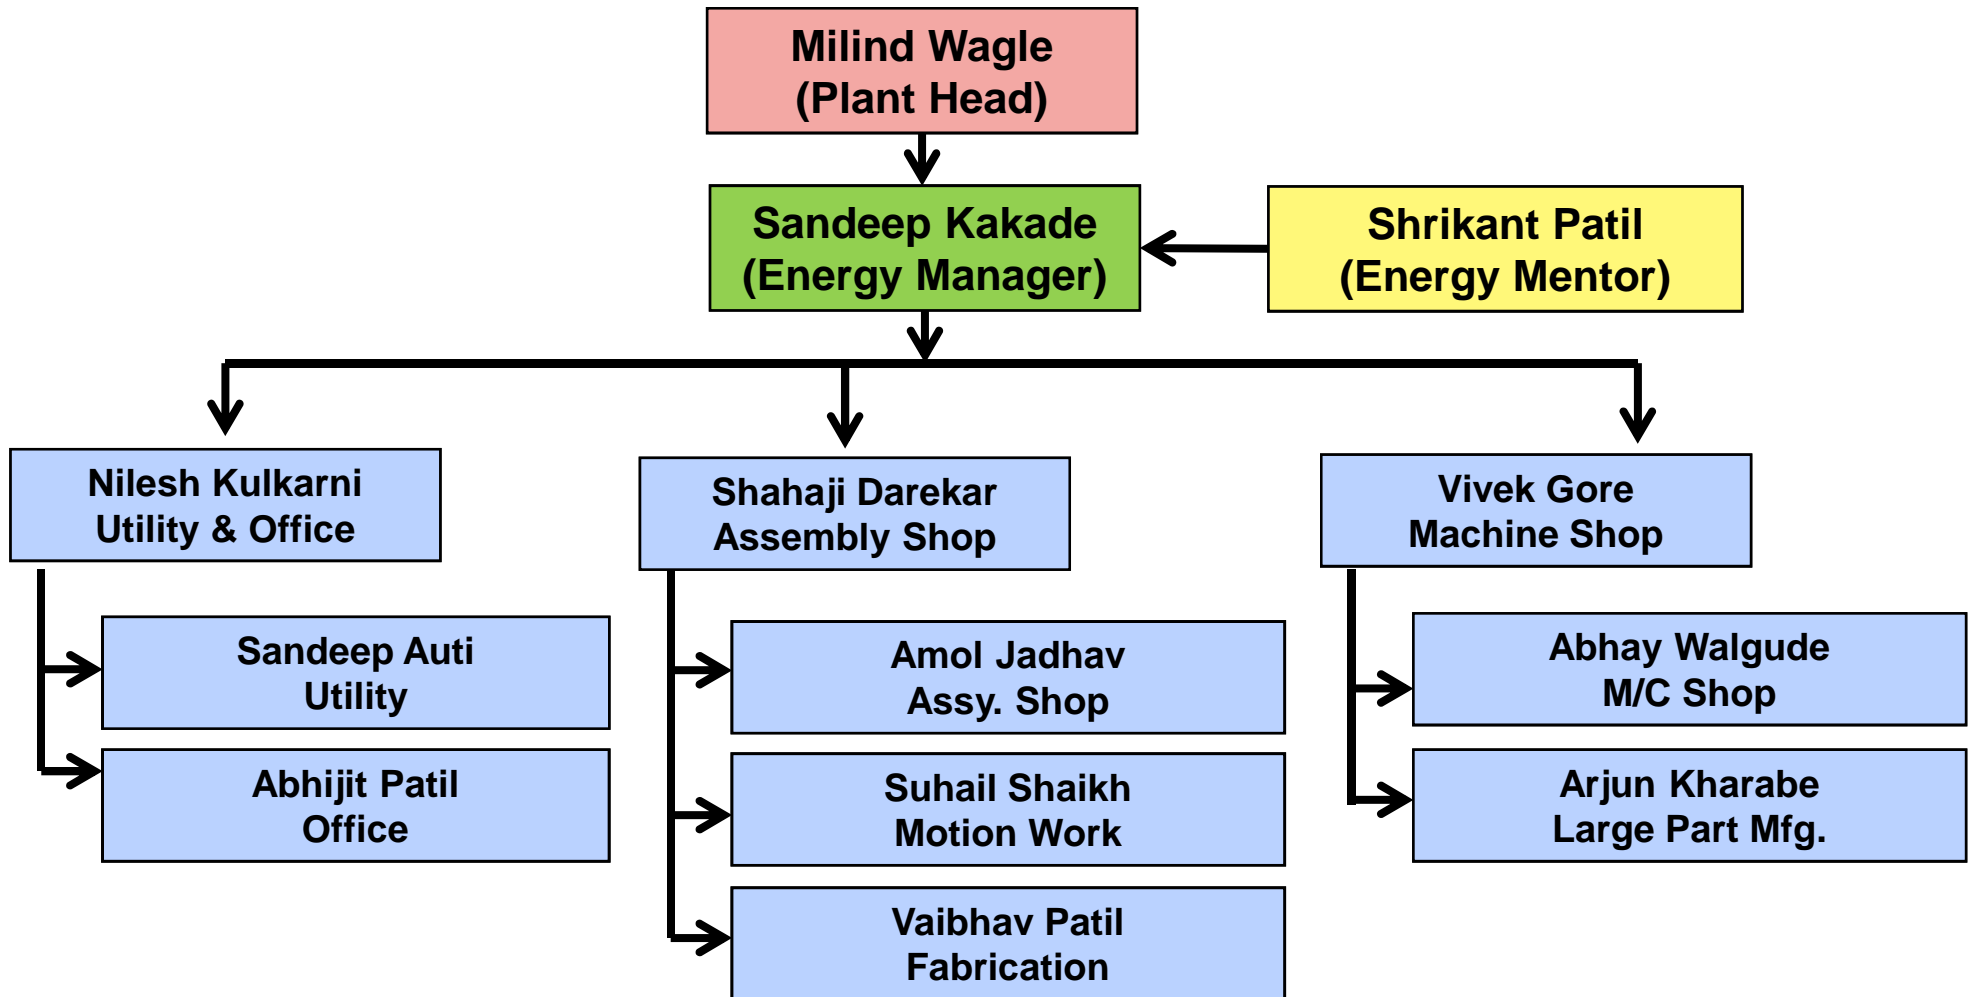 Milind Wagle
(Plant Head)
Sandeep Kakade
(Energy Manager)
Shrikant Patil
(Energy Mentor)
Nilesh Kulkarni
Utility & Office
Sandeep Auti
Utility
Abhijit Patil
Office
Shahaji Darekar
Assembly Shop
Amol Jadhav
Assy. Shop
Suhail Shaikh
Motion Work
Vaibhav Patil
Fabrication
Vivek Gore
Machine Shop
Abhay Walgude
M/C Shop
Arjun Kharabe
Large Part Mfg.